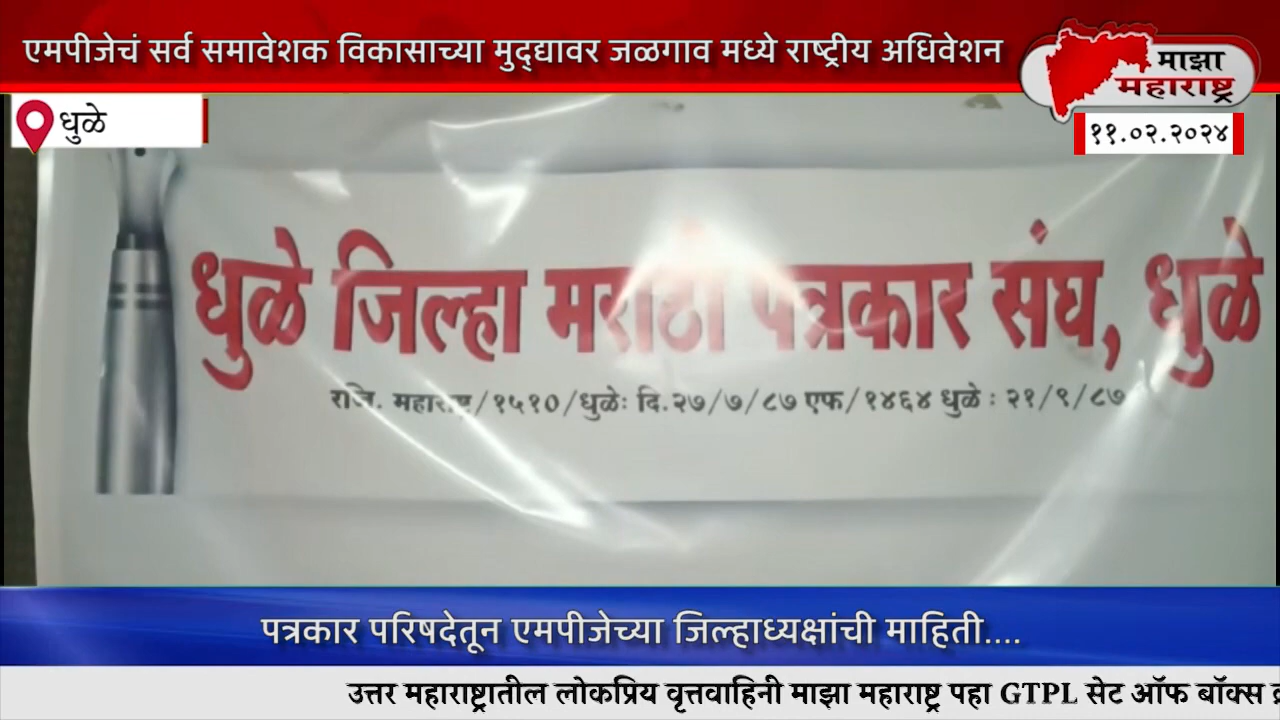 एमपीजेचं सर्व समावेशक विकासाच्या मुद्द्यावर जळगाव मध्ये राष्ट्रीय अधिवेशन
माझा
महाराष्ट्र
धुळे
११.०२.२०२४
धुळे जिल्हा मराठी पत्रकार संघ, धुळे
रजि. महाराष्ट्र/१५१०/धुळेः दि.२७/७/८७ एफ/१४६४ धुळे : २१/९/८७
पत्रकार परिषदेतून एमपीजेच्या जिल्हाध्यक्षांची माहिती....
उत्तर महाराष्ट्रातील लोकप्रिय वृत्तवाहिनी माझा महाराष्ट्र पहा GTPL सेट ऑफ बॉक्स